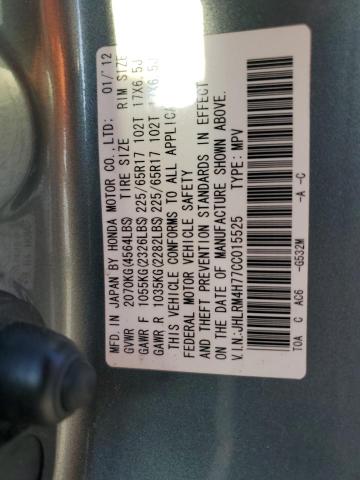 MFD. IN JAPAN BY HONDA MOTOR CO., LTD: 01/'12
GVWR 2070KG(4564LBS) TIRE SIZE RIM SIZE
GAWR F 1055KG(2326LBS) 225/65R17 102T 17X6.5J
GAWR R 1035KG(2282LBS) 225/65R17 102T 17X6.5J
THIS VEHICLE CONFORMS TO ALL APPLICA
FEDERAL MOTOR VEHICLE SAFETY
AND THEFT PREVENTION STANDARDS IN EFFECT
ON THE DATE OF MANUFACTURE SHOWN ABOVE.
V.I.N:JHLRM4H77CC015525 TYPE: MPV
TOA C AC6 -G532M -A -C